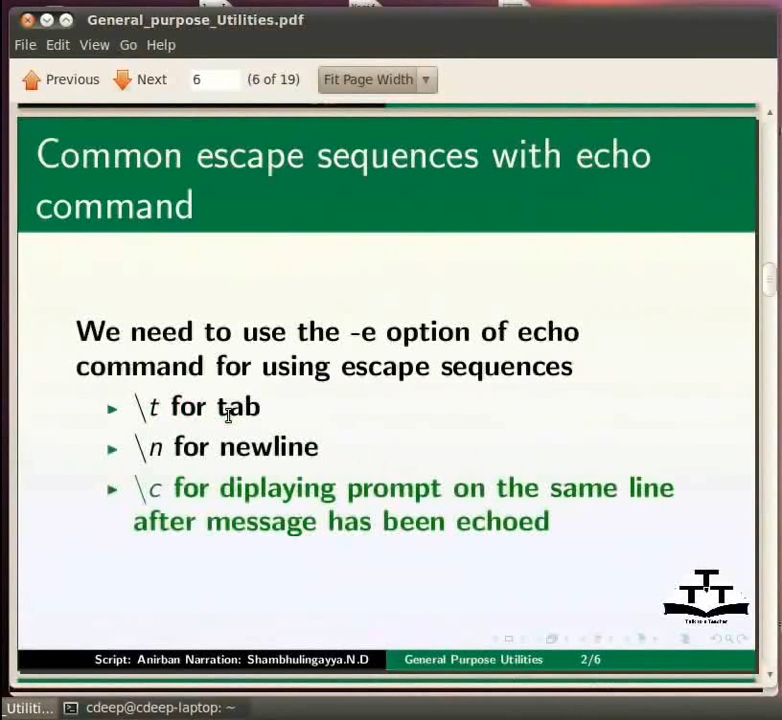 General_purpose_Utilities.pdf
File Edit View Go Help
Previous Next 6 (6 of 19) Fit Page Width
Common escape sequences with echo
command
We need to use the -e option of echo
command for using escape sequences
\t for tab
\n for newline
\c for diplaying prompt on the same line
after message has been echoed
T
T T
Talk to a Teacher
Script: Anirban Narration: Shambhulingayya.N.D General Purpose Utilities 2/6
Utiliti... cdeep@cdeep-laptop: ~